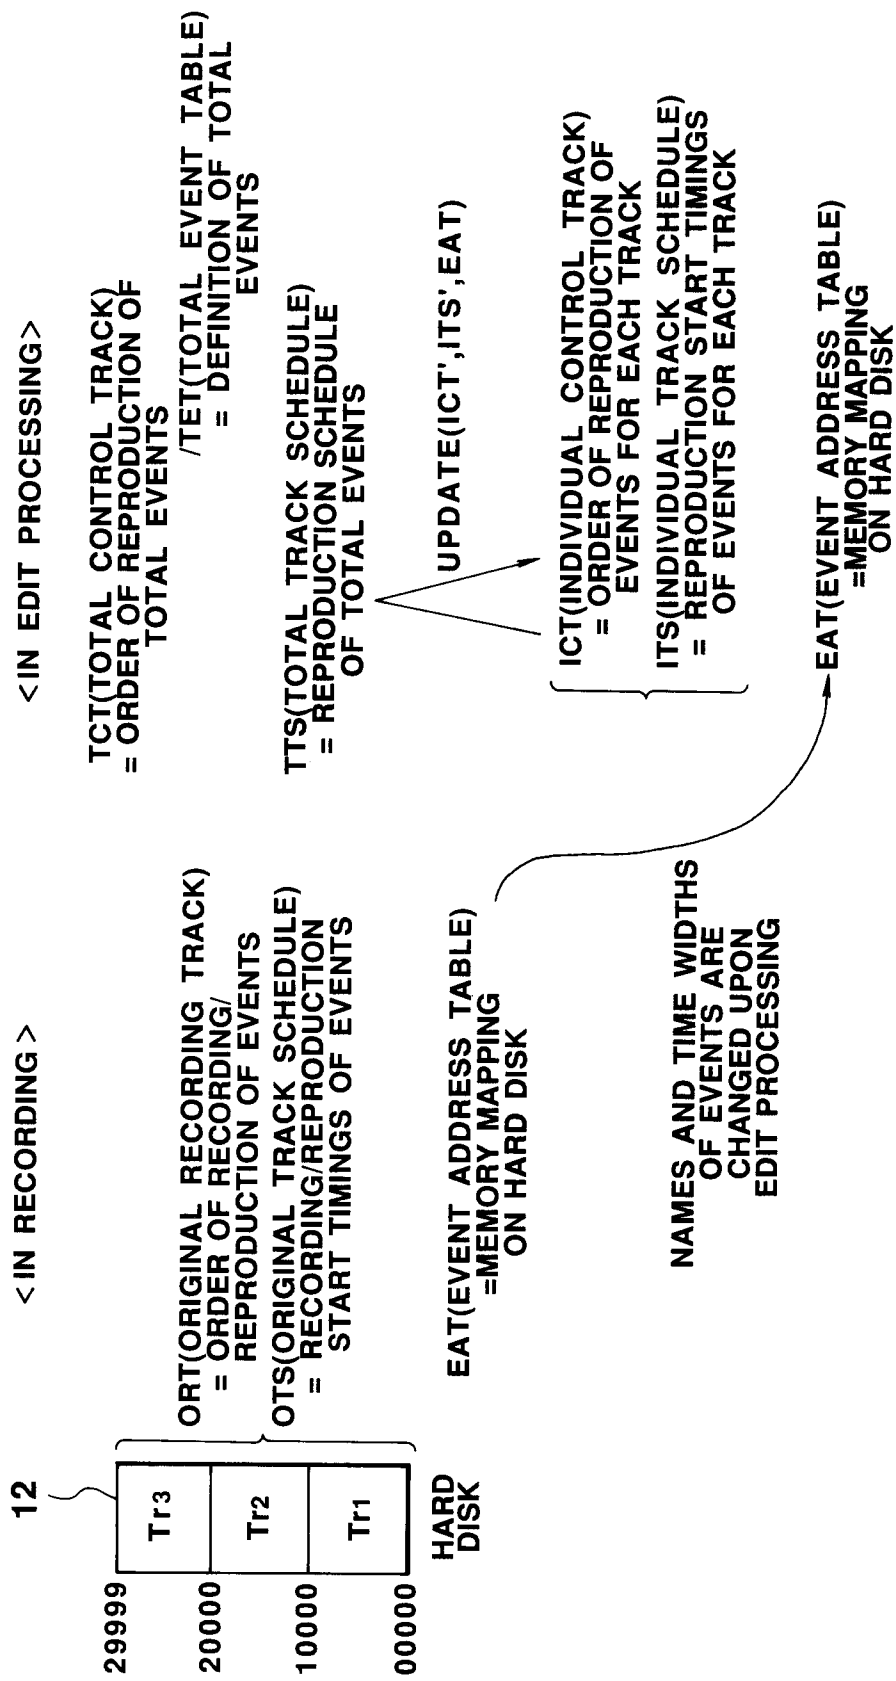 <IN RECORDING>
12
29999
20000
10000
00000
Tr3
Tr2
Tr1
HARD
DISK
ORT(ORIGINAL RECORDING TRACK)
= ORDER OF RECORDING/
REPRODUCTION OF EVENTS
OTS(ORIGINAL TRACK SCHEDULE)
= RECORDING/REPRODUCTION
START TIMINGS OF EVENTS
EAT(EVENT ADDRESS TABLE)
=MEMORY MAPPING
ON HARD DISK
NAMES AND TIME WIDTHS
OF EVENTS ARE
CHANGED UPON
EDIT PROCESSING
<IN EDIT PROCESSING>
TCT(TOTAL CONTROL TRACK)
= ORDER OF REPRODUCTION OF
TOTAL EVENTS
/TET(TOTAL EVENT TABLE)
= DEFINITION OF TOTAL
EVENTS
TTS(TOTAL TRACK SCHEDULE)
= REPRODUCTION SCHEDULE
OF TOTAL EVENTS
UPDATE(ICT',ITS',EAT)
ICT(INDIVIDUAL CONTROL TRACK)
= ORDER OF REPRODUCTION OF
EVENTS FOR EACH TRACK
ITS(INDIVIDUAL TRACK SCHEDULE)
= REPRODUCTION START TIMINGS
OF EVENTS FOR EACH TRACK
EAT(EVENT ADDRESS TABLE)
=MEMORY MAPPING
ON HARD DISK